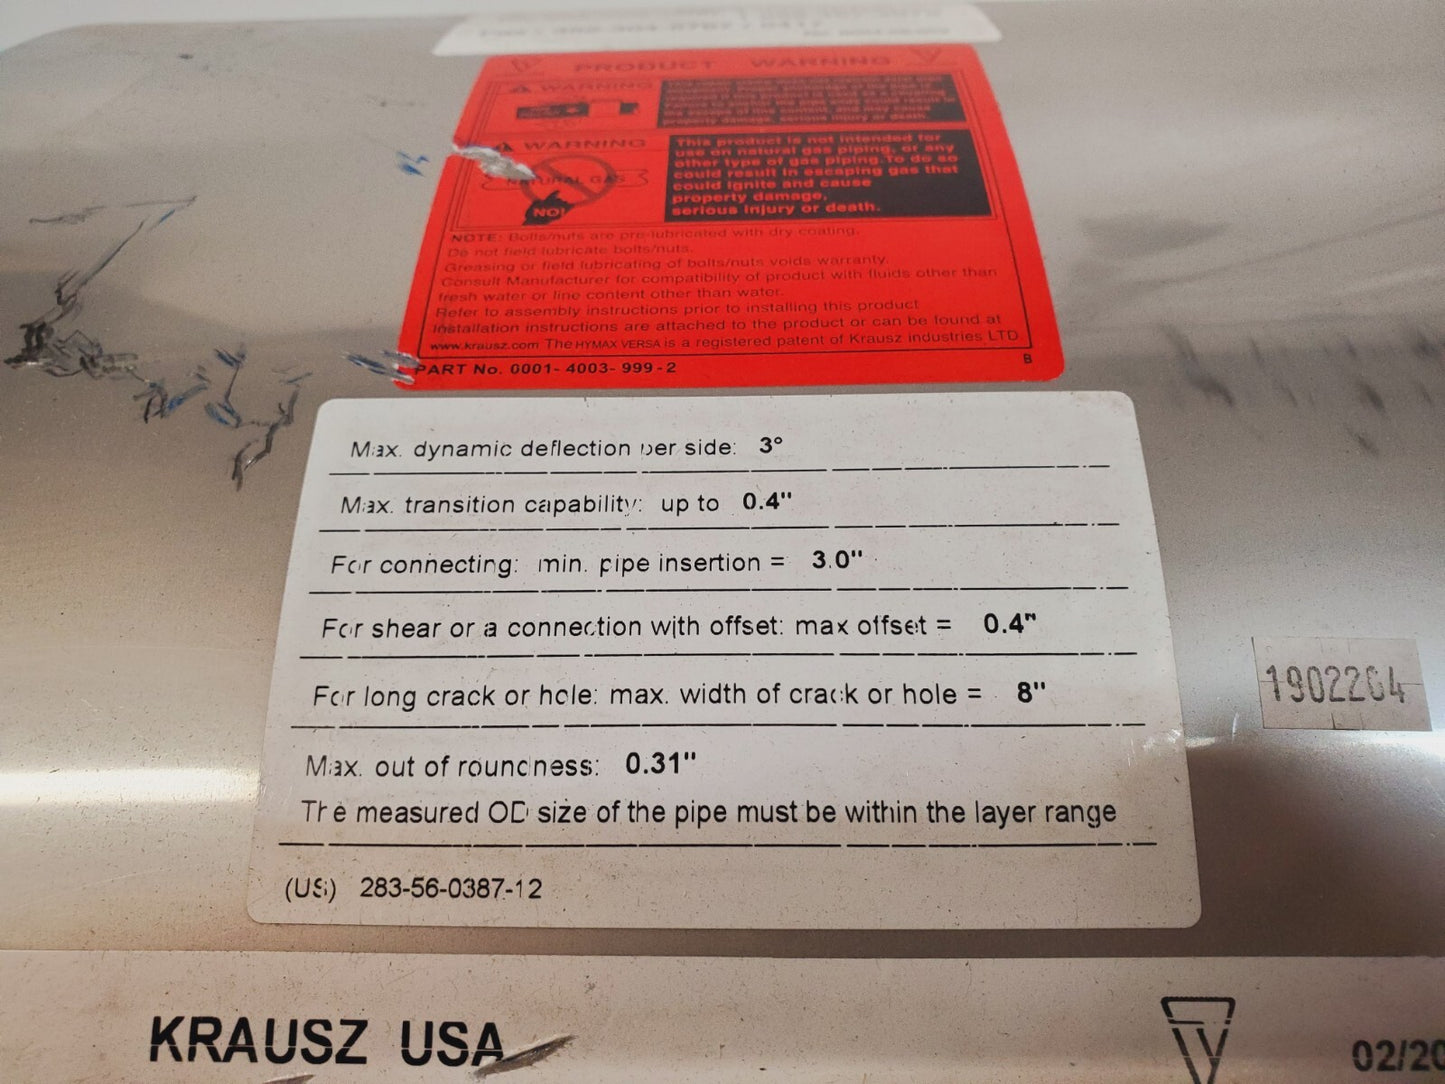 PRODUCT WARNING
WARNING
property damage, serious injury or death.
WARNING
NATURAL GAS
NO!
This product is not intended for
use on natural gas piping, or any
other type of gas piping.To do so
could result in escaping gas that
could ignite and cause
property damage,
serious injury or death.
NOTE: Bolts/nuts are pre-lubricated with dry coating.
Do not field lubricate bolts/nuts.
Greasing or field lubricating of bolts/nuts voids warranty.
Consult Manufacturer for compatibility of product with fluids other than
fresh water or line content other than water.
Refer to assembly instructions prior to installing this product
Installation instructions are attached to the product or can be found at
www.krausz.com The HYMAX VERSA is a registered patent of Krausz Industries LTD
PART No. 0001- 4003- 999-2
B
Max. dynamic deflection per side: 3°
Max. transition capability: up to 0.4"
For connecting: min. pipe insertion = 3.0"
For shear or a connection with offset: max offset = 0.4"
For long crack or hole: max. width of crack or hole = 8"
Max. out of roundness: 0.31"
The measured OD size of the pipe must be within the layer range
(US) 283-56-0387-12
1902264
KRAUSZ USA
02/20